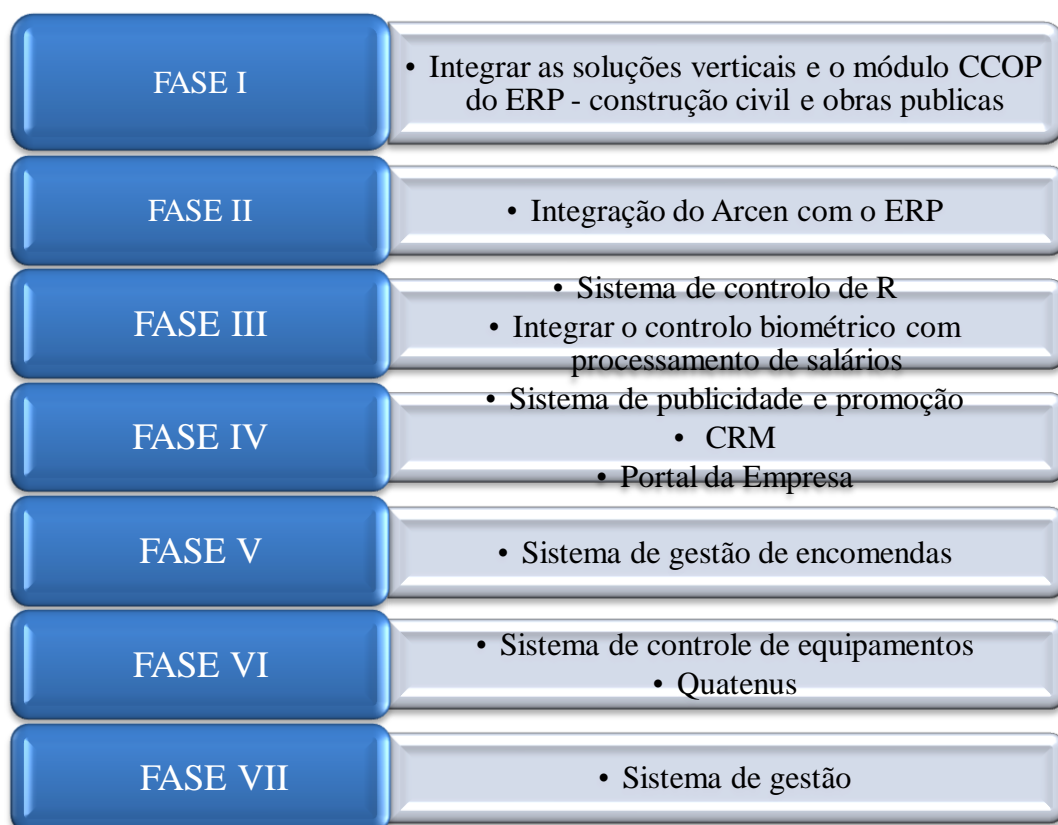 FASE I
• Integrar as soluções verticais e o módulo CCOP
do ERP - construção civil e obras publicas
FASE II
• Integração do Arcen com o ERP
FASE III
• Sistema de controlo de R
• Integrar o controlo biométrico com
processamento de salários
FASE IV
• Sistema de publicidade e promoção
• CRM
• Portal da Empresa
FASE V
• Sistema de gestão de encomendas
FASE VI
• Sistema de controle de equipamentos
• Quatenus
FASE VII
• Sistema de gestão